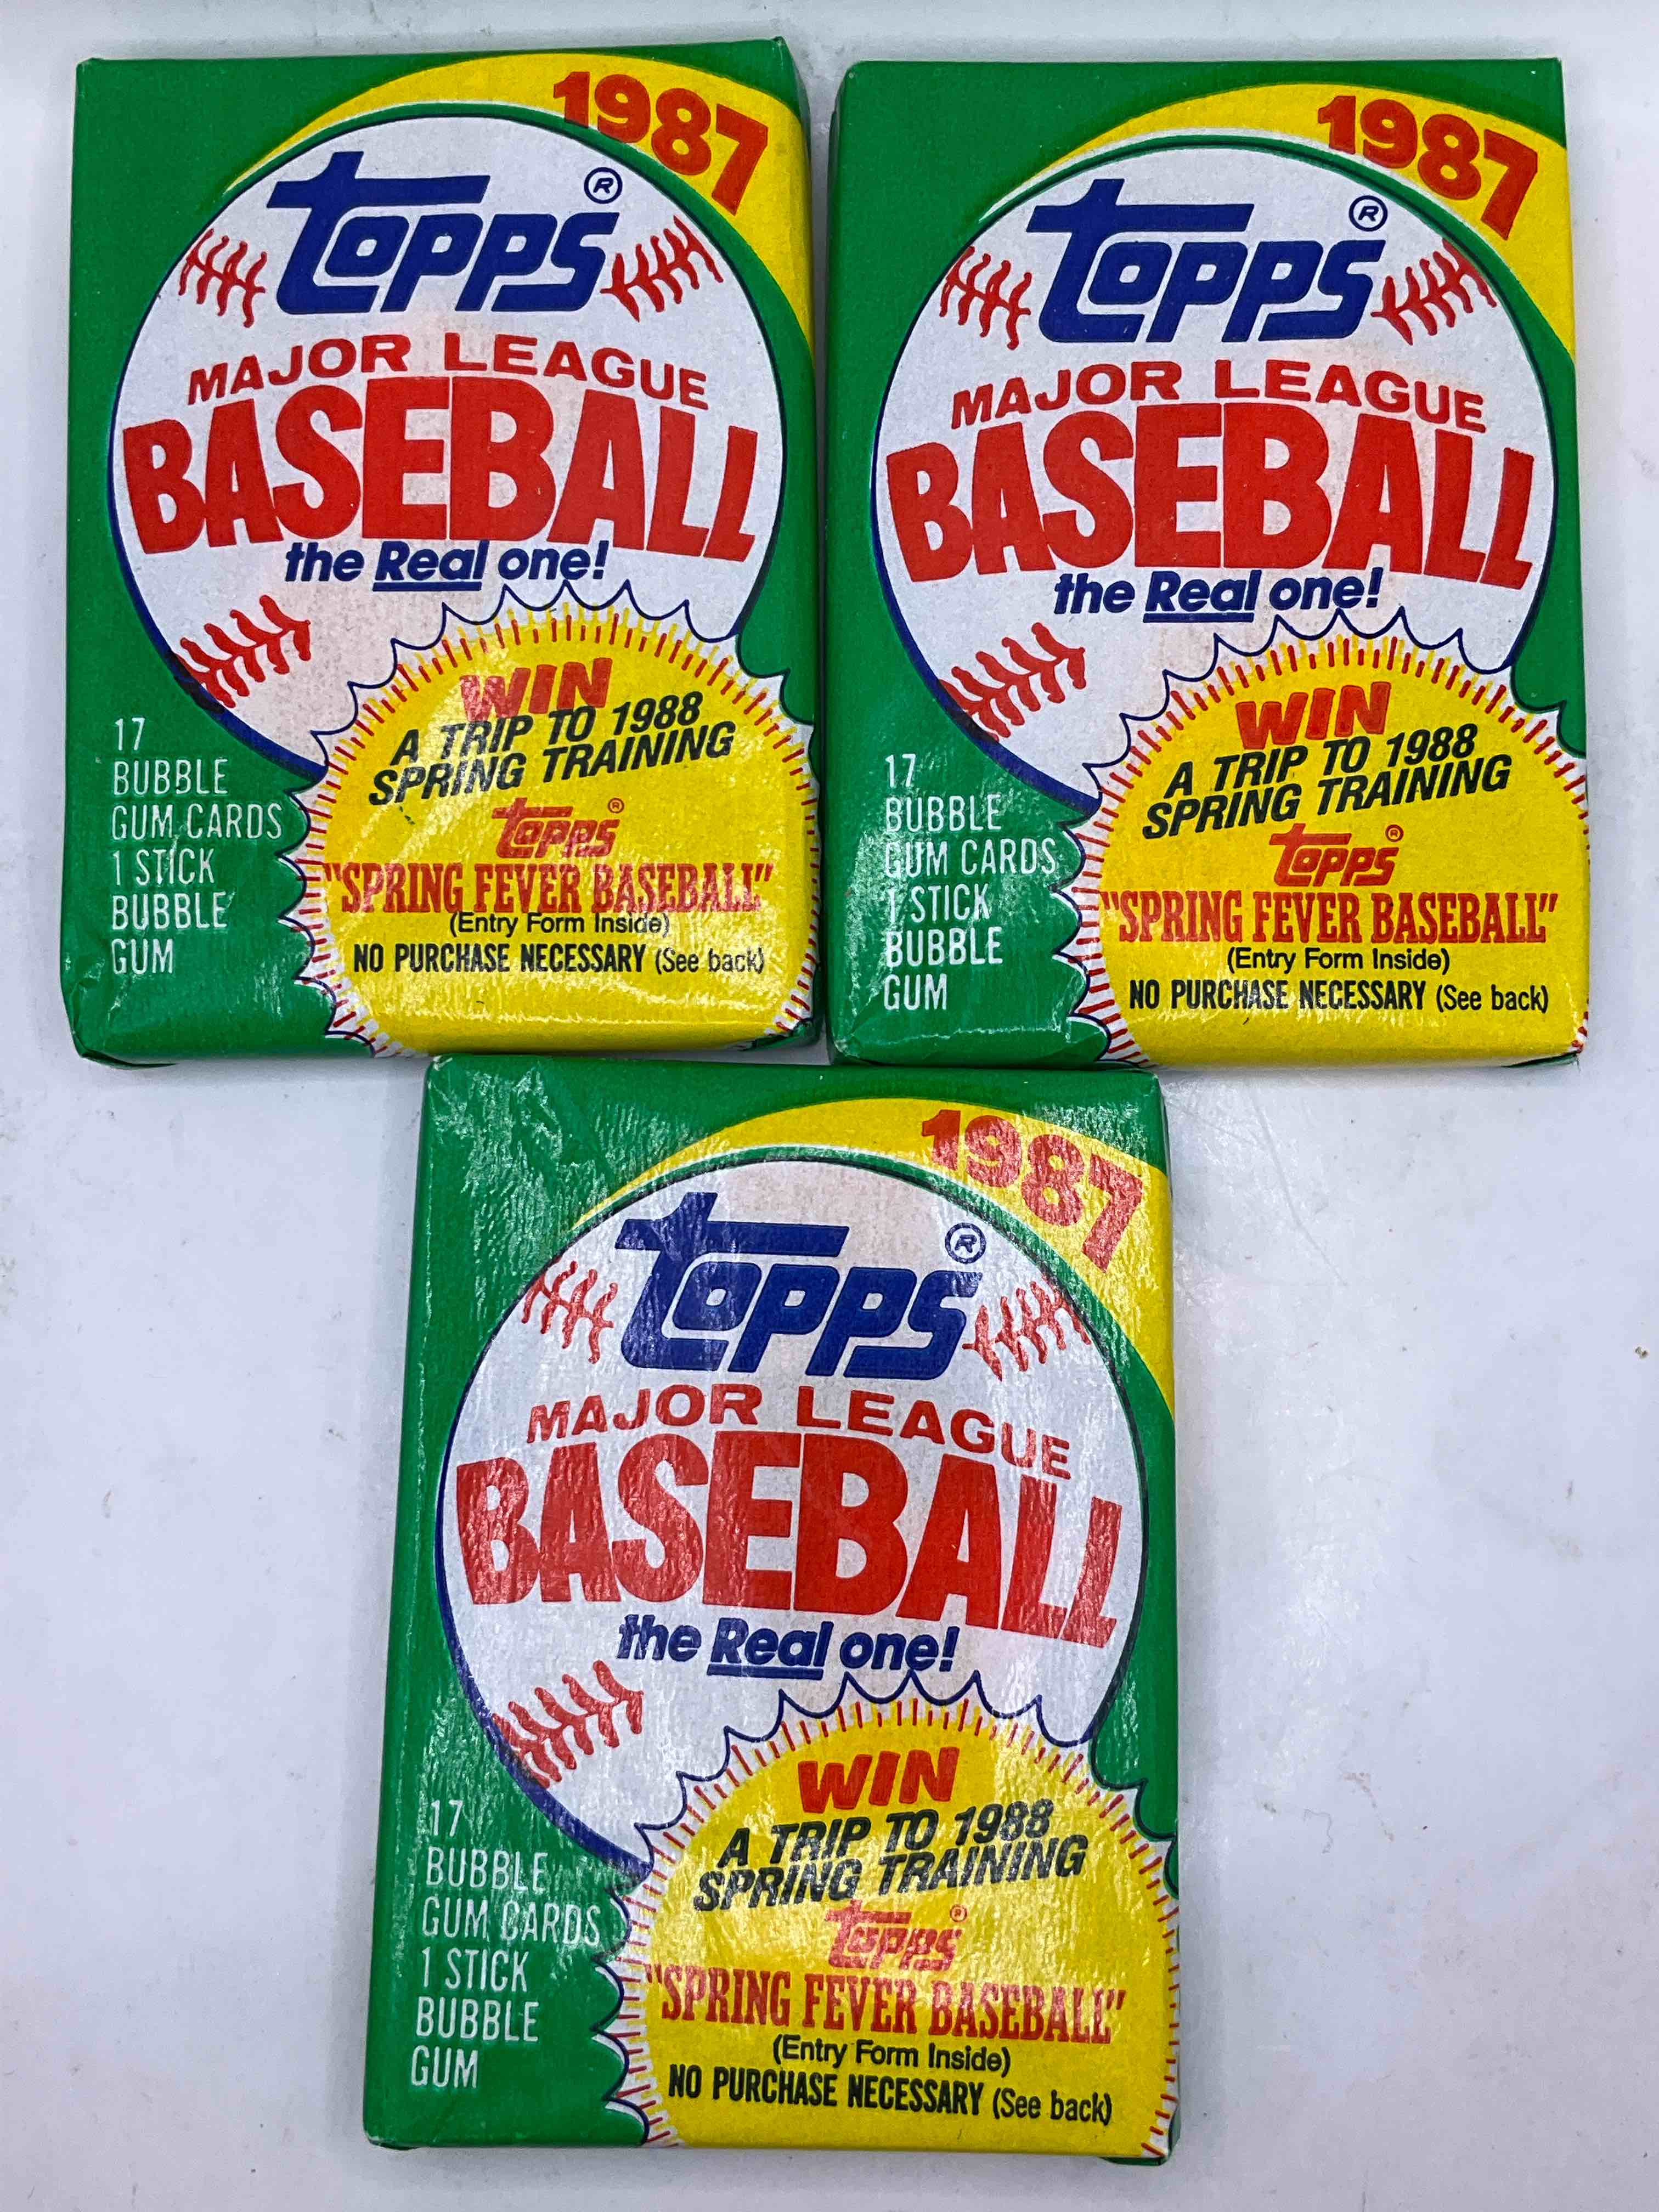 1987
Topps®
MAJOR LEAGUE
BASEBALL
the Real one!
WIN
A TRIP TO 1988
SPRING TRAINING
Topps®
"SPRING FEVER BASEBALL"
(Entry Form Inside)
NO PURCHASE NECESSARY (See back)
17
BUBBLE
GUM CARDS
1 STICK
BUBBLE
GUM
1987
Topps®
MAJOR LEAGUE
BASEBALL
the Real one!
WIN
A TRIP TO 1988
SPRING TRAINING
Topps®
"SPRING FEVER BASEBALL"
(Entry Form Inside)
NO PURCHASE NECESSARY (See back)
17
BUBBLE
GUM CARDS
1 STICK
BUBBLE
GUM
1987
Topps®
MAJOR LEAGUE
BASEBALL
the Real one!
WIN
A TRIP TO 1988
SPRING TRAINING
Topps®
"SPRING FEVER BASEBALL"
(Entry Form Inside)
NO PURCHASE NECESSARY (See back)
17
BUBBLE
GUM CARDS
1 STICK
BUBBLE
GUM